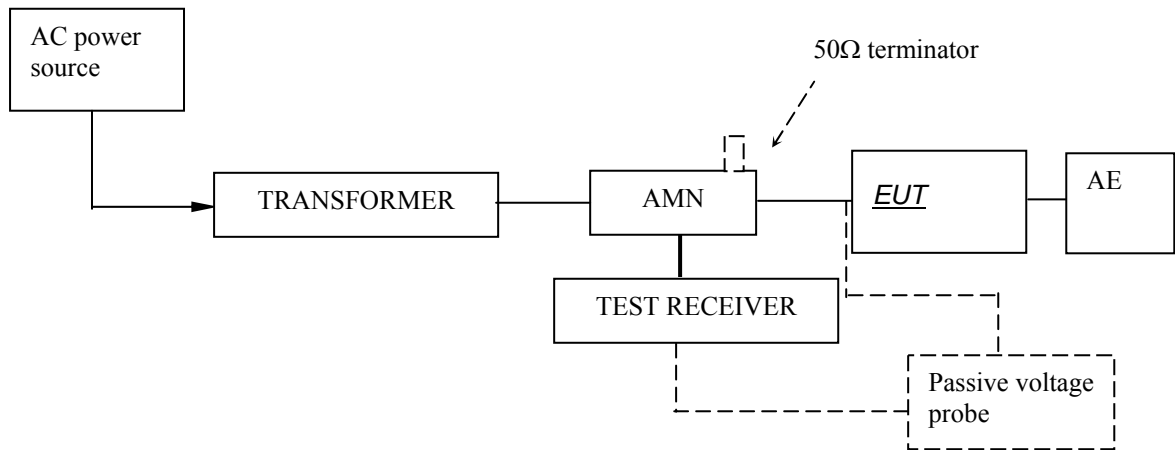 AC power
source
50Ω terminator
TRANSFORMER
AMN
EUT
AE
TEST RECEIVER
Passive voltage
probe